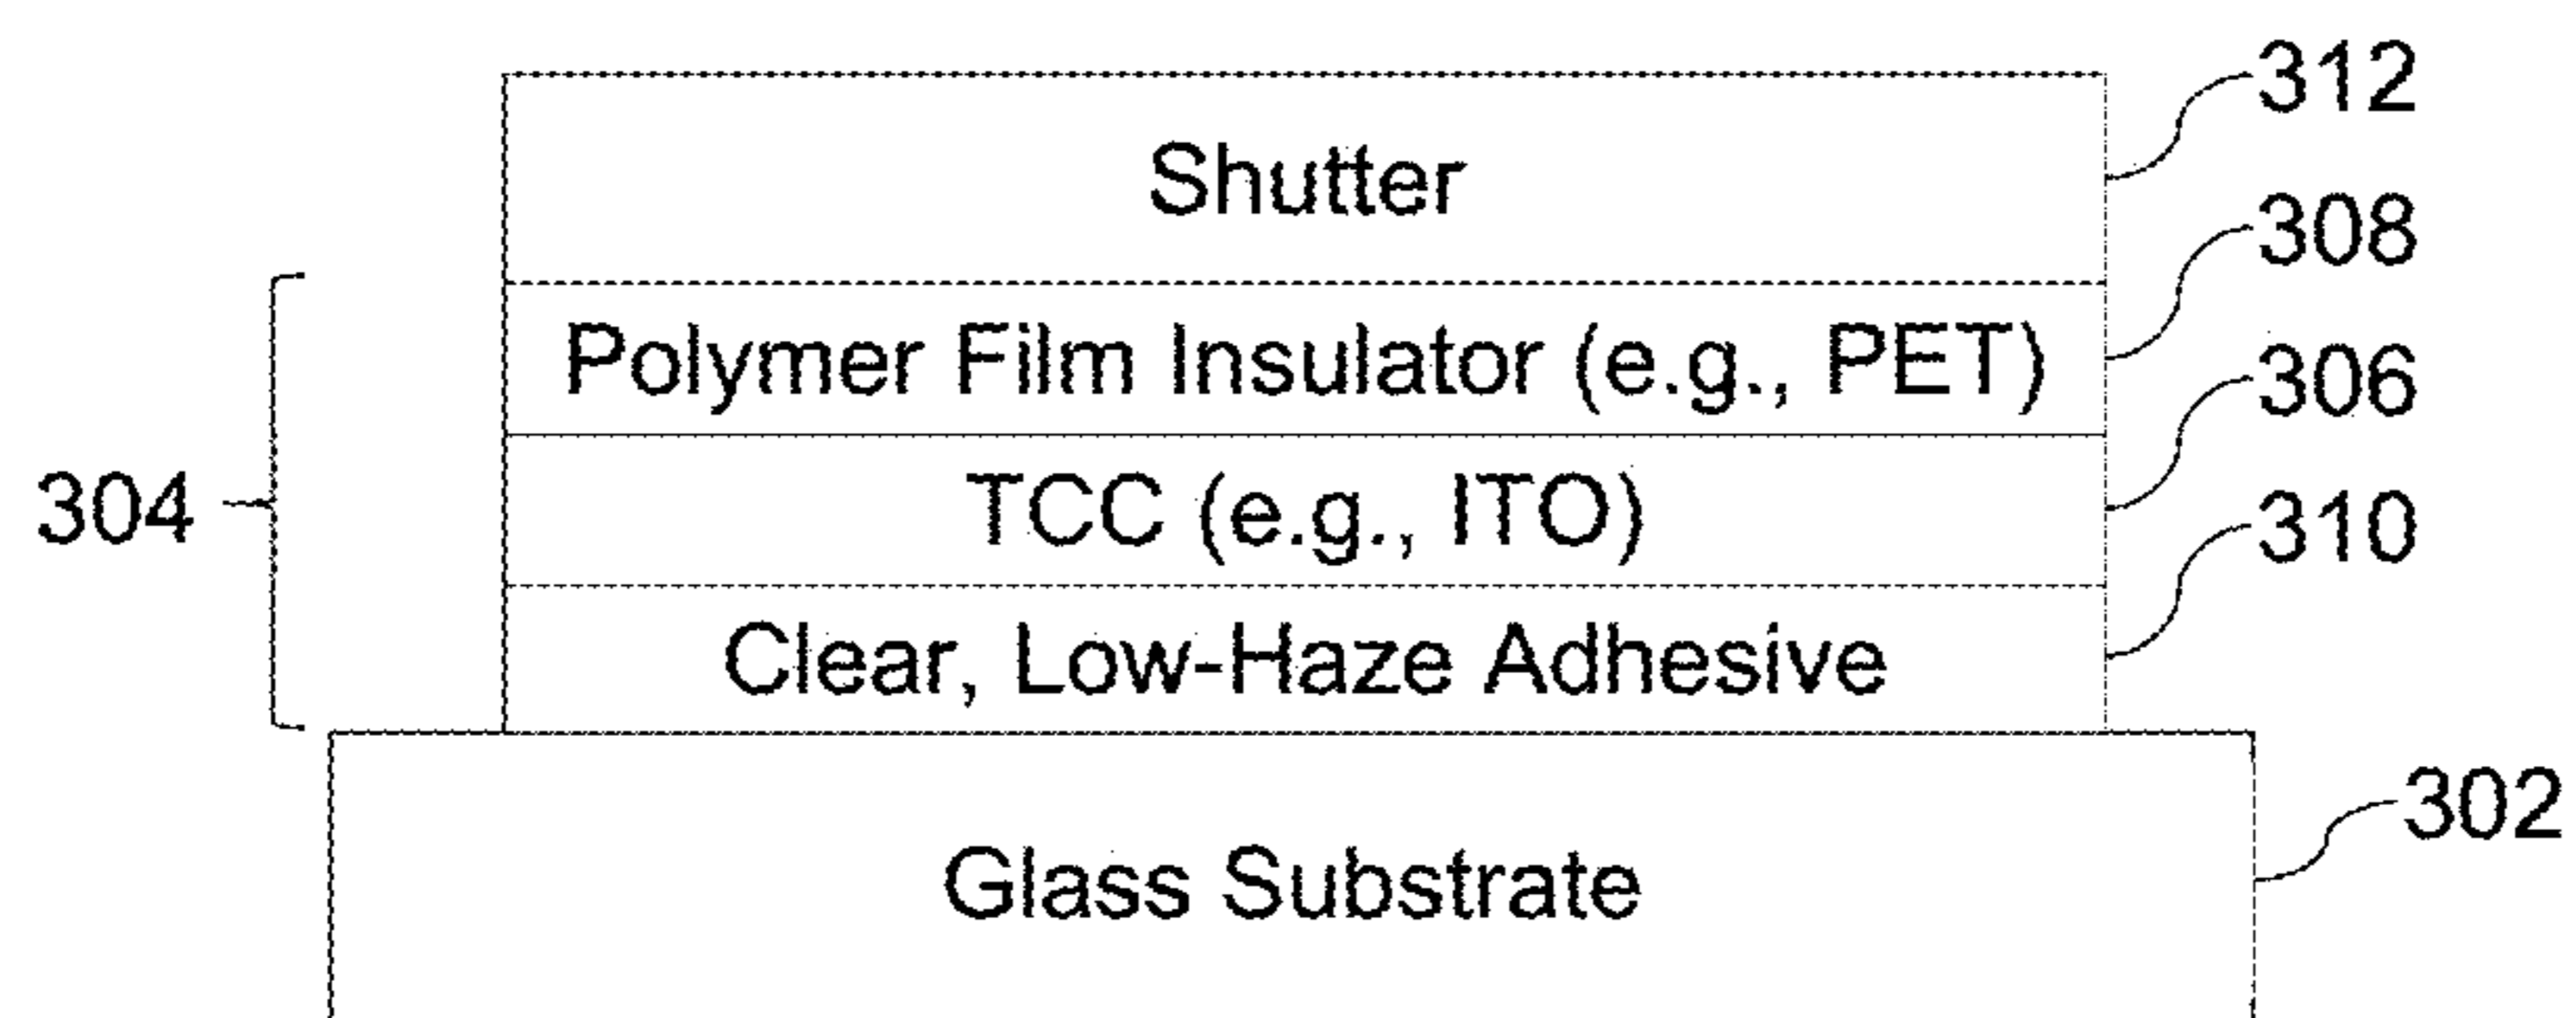 312
Shutter
308
Polymer Film Insulator (e.g., PET)
306
304
TCC (e.g., ITO)
310
Clear, Low-Haze Adhesive
302
Glass Substrate